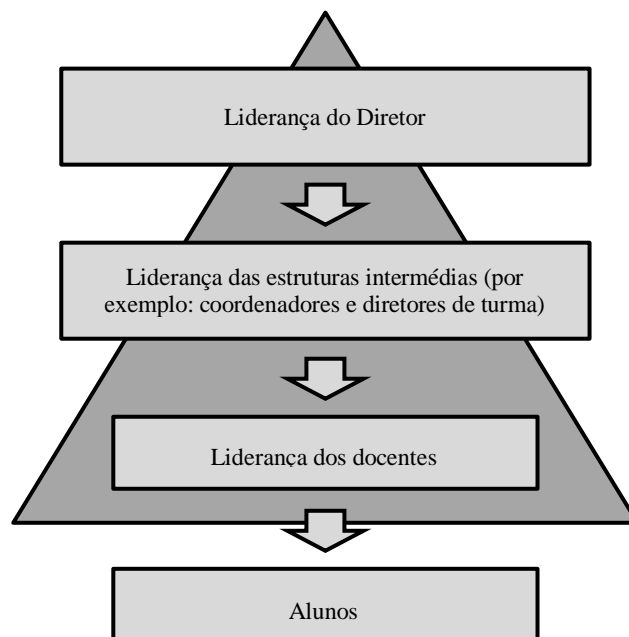 Liderança do Diretor
Liderança das estruturas intermédias (por
exemplo: coordenadores e diretores de turma)
Liderança dos docentes
Alunos